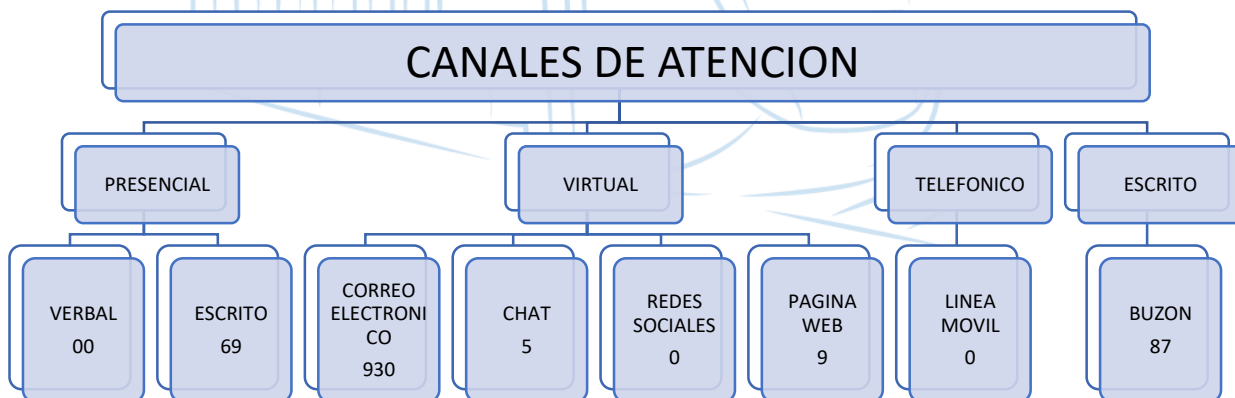 CANALES DE ATENCION
PRESENCIAL
VIRTUAL
TELEFONICO
ESCRITO
VERBAL
00
ESCRITO
69
CORREO
ELECTRONI
CO
930
CHAT
5
REDES
SOCIALES
0
PAGINA
WEB
9
LINEA
MOVIL
0
BUZON
87